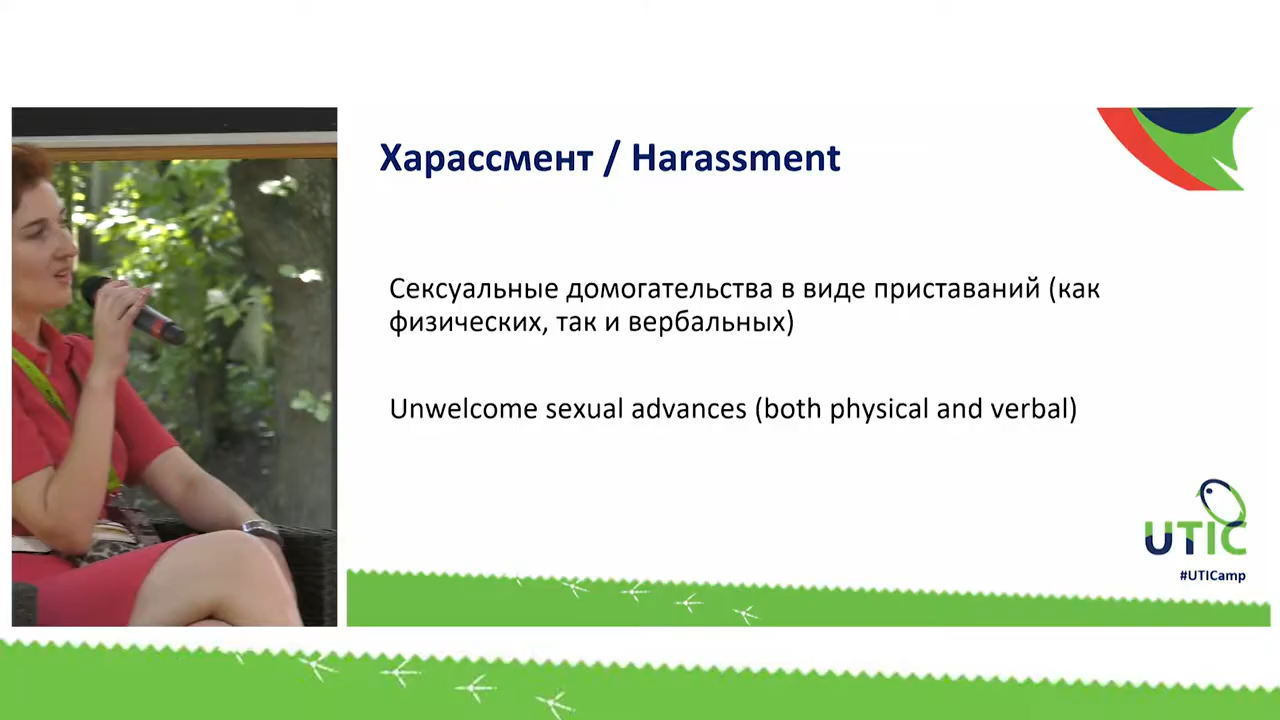 Харассмент / Harassment
Сексуальные домогательства в виде приставаний (как
физических, так и вербальных)
Unwelcome sexual advances (both physical and verbal)
UTIC
#UTICamp